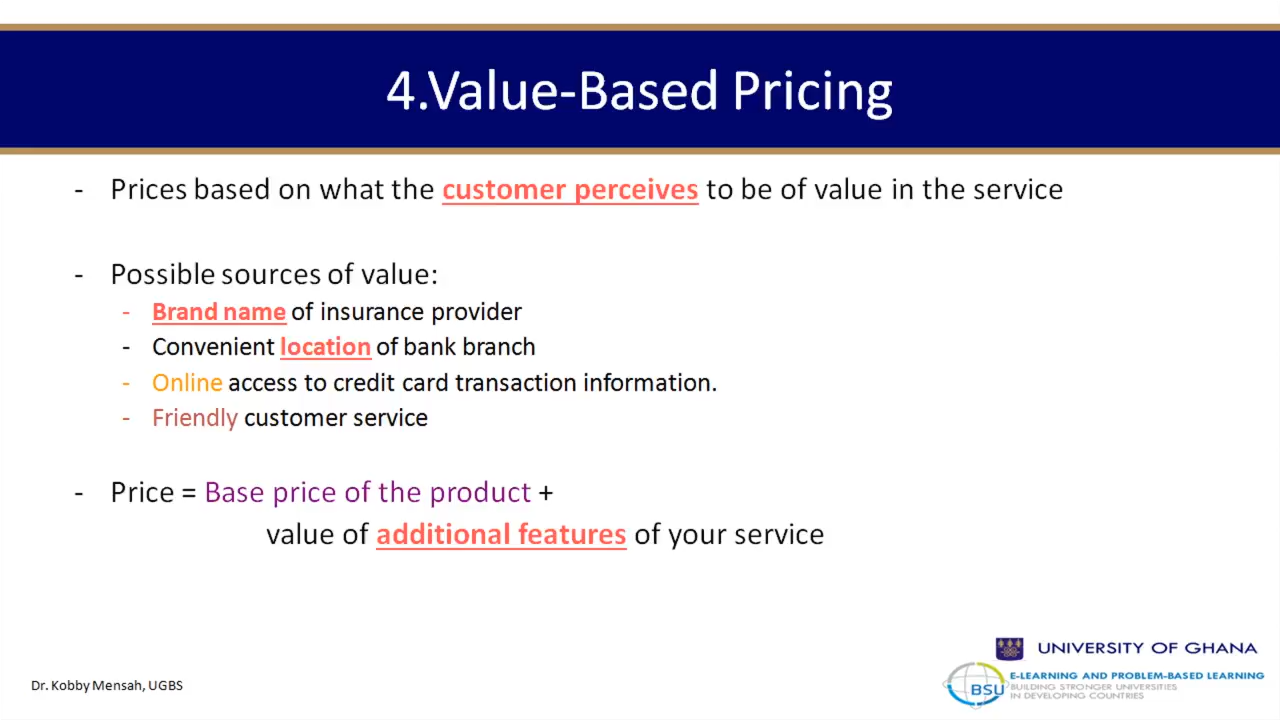 4.Value-Based Pricing
- Prices based on what the customer perceives to be of value in the service
- Possible sources of value:
- Brand name of insurance provider
- Convenient location of bank branch
- Online access to credit card transaction information.
- Friendly customer service
- Price = Base price of the product +
value of additional features of your service
UNIVERSITY OF GHANA
Dr. Kobby Mensah, UGBS
BSU
E-LEARNING AND PROBLEM-BASED LEARNING
BUILDING STRONGER UNIVERSITIES
IN DEVELOPING COUNTRIES